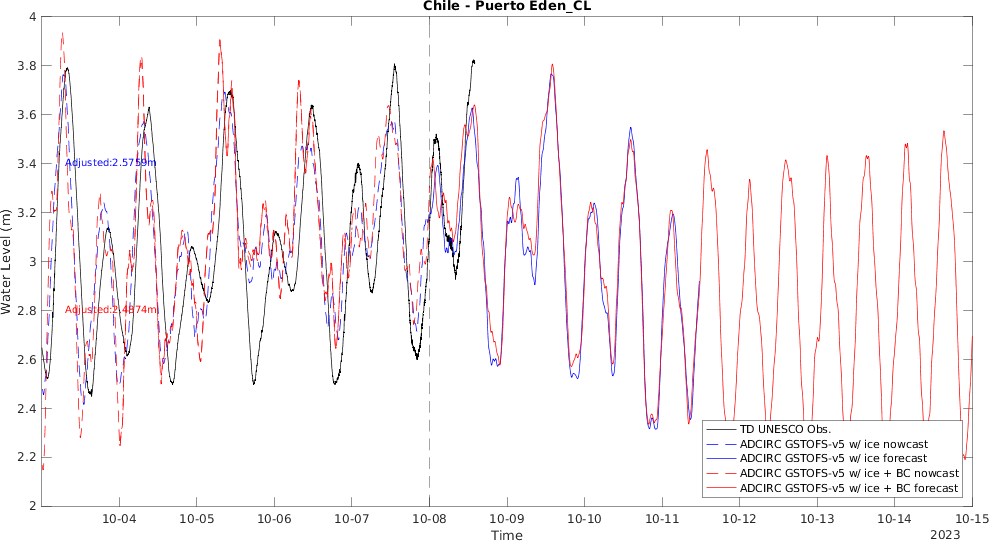 Chile - Puerto Eden_CL
4
3.8
3.6
3.4
3.2
3
2.8
2.6
2.4
2.2
2
Water Level (m)
Adjusted:2.5759m
Adjusted:2.4874m
TD UNESCO Obs.
ADCIRC GSTOFS-v5 w/ ice nowcast
ADCIRC GSTOFS-v5 w/ ice forecast
ADCIRC GSTOFS-v5 w/ ice + BC nowcast
ADCIRC GSTOFS-v5 w/ ice + BC forecast
10-04 10-05 10-06 10-07 10-08 10-09 10-10 10-11 10-12 10-13 10-14 10-15
Time
2023